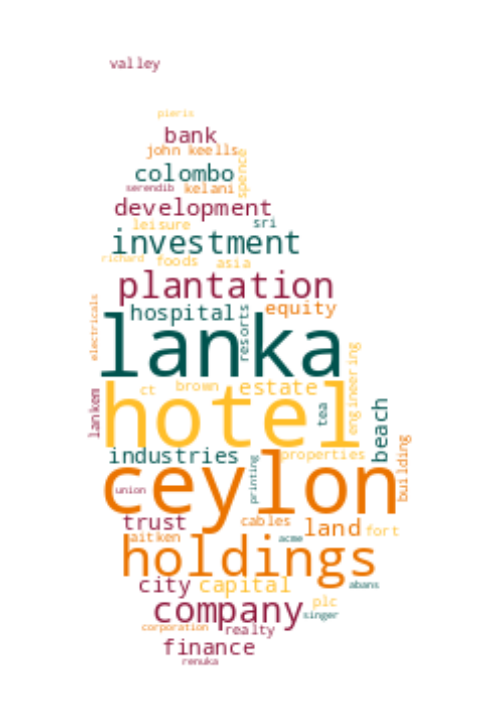 valley
pieris
bank
john keells
spence
colombo
serendib
kelani
development
leisure
sri
investment
richard
foods
asia
plantation
electricals
hospital
resorts
equity
lanka
engineering
lankem
ct
brown
estate
hotel
tea
beach
industries
printing
properties
building
ceylon
union
trust
cables
land
fort
aitken
acme
holdings
city
capital
abans
company
plc
singer
corporation
realty
finance
renuka